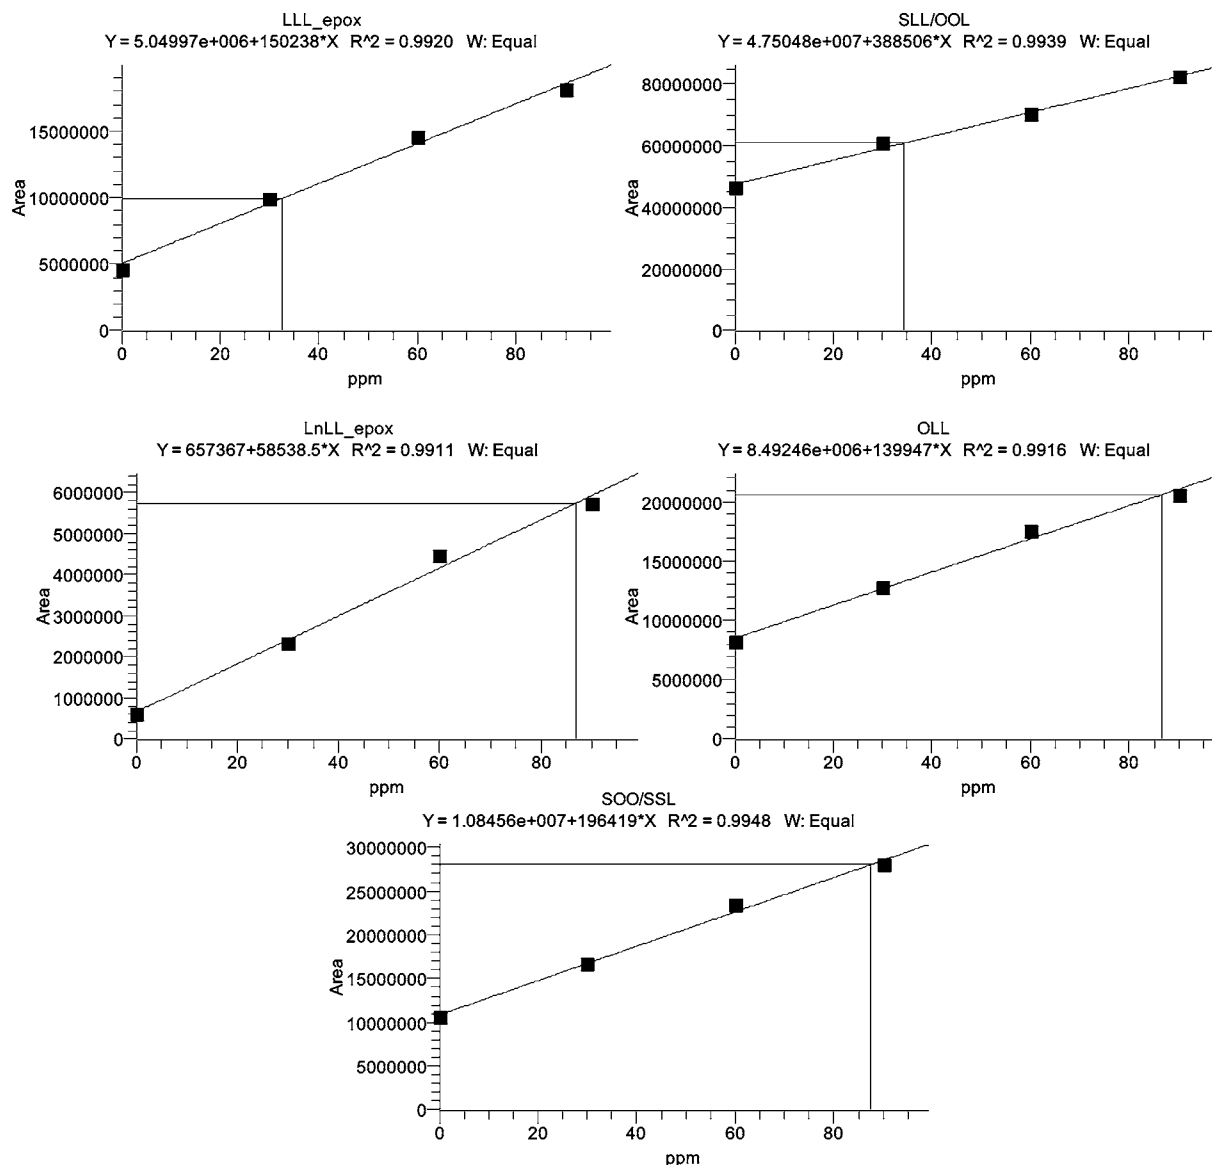 LLL_epox
Y = 5.04997e+006+150238*X R^2 = 0.9920 W: Equal
15000000
10000000
5000000
0
Area
0 20 40 60 80
ppm
SLL/OOL
Y = 4.75048e+007+388506*X R^2 = 0.9939 W: Equal
80000000
60000000
40000000
20000000
0
Area
0 20 40 60 80
ppm
LnLL_epox
Y = 657367+58538.5*X R^2 = 0.9911 W: Equal
6000000
5000000
4000000
3000000
2000000
1000000
0
Area
0 20 40 60 80
ppm
OLL
Y = 8.49246e+006+139947*X R^2 = 0.9916 W: Equal
20000000
15000000
10000000
5000000
0
Area
0 20 40 60 80
ppm
SOO/SSL
Y = 1.08456e+007+196419*X R^2 = 0.9948 W: Equal
30000000
25000000
20000000
15000000
10000000
5000000
0
Area
0 20 40 60 80
ppm